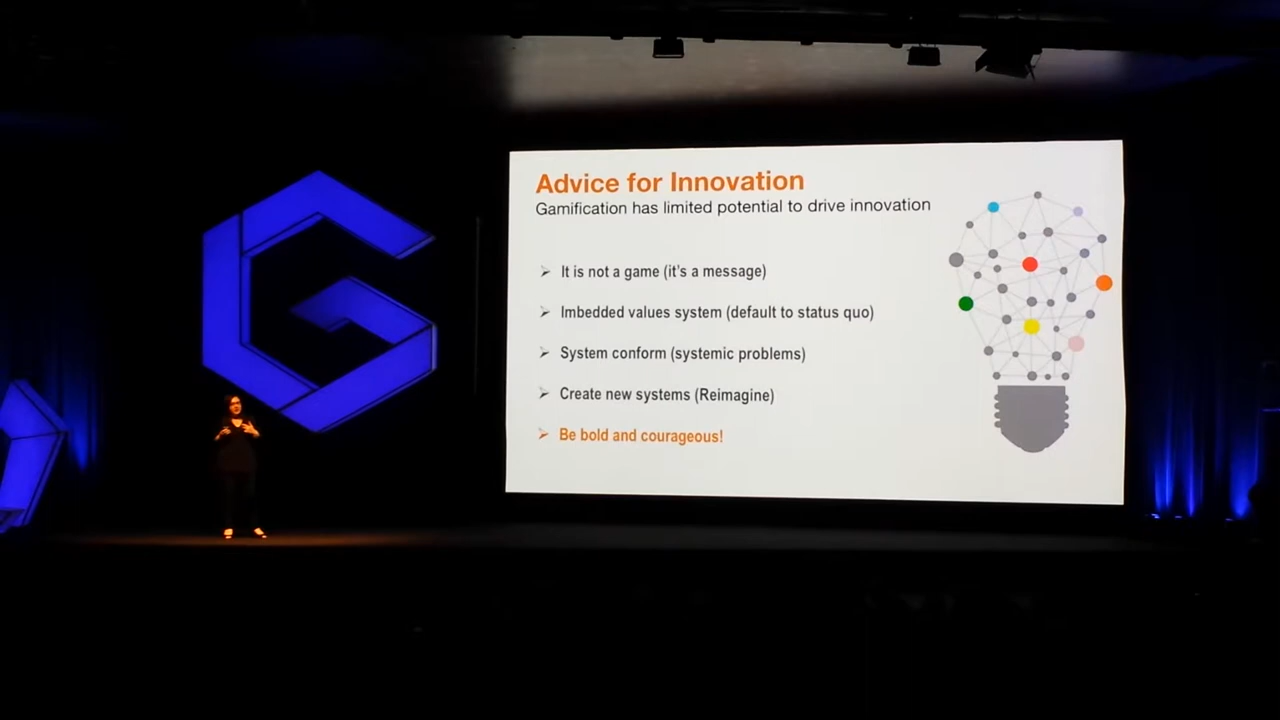 Advice for Innovation
Gamification has limited potential to drive innovation
➢ It is not a game (it's a message)
➢ Imbedded values system (default to status quo)
➢ System conform (systemic problems)
➢ Create new systems (Reimagine)
➢ Be bold and courageous!